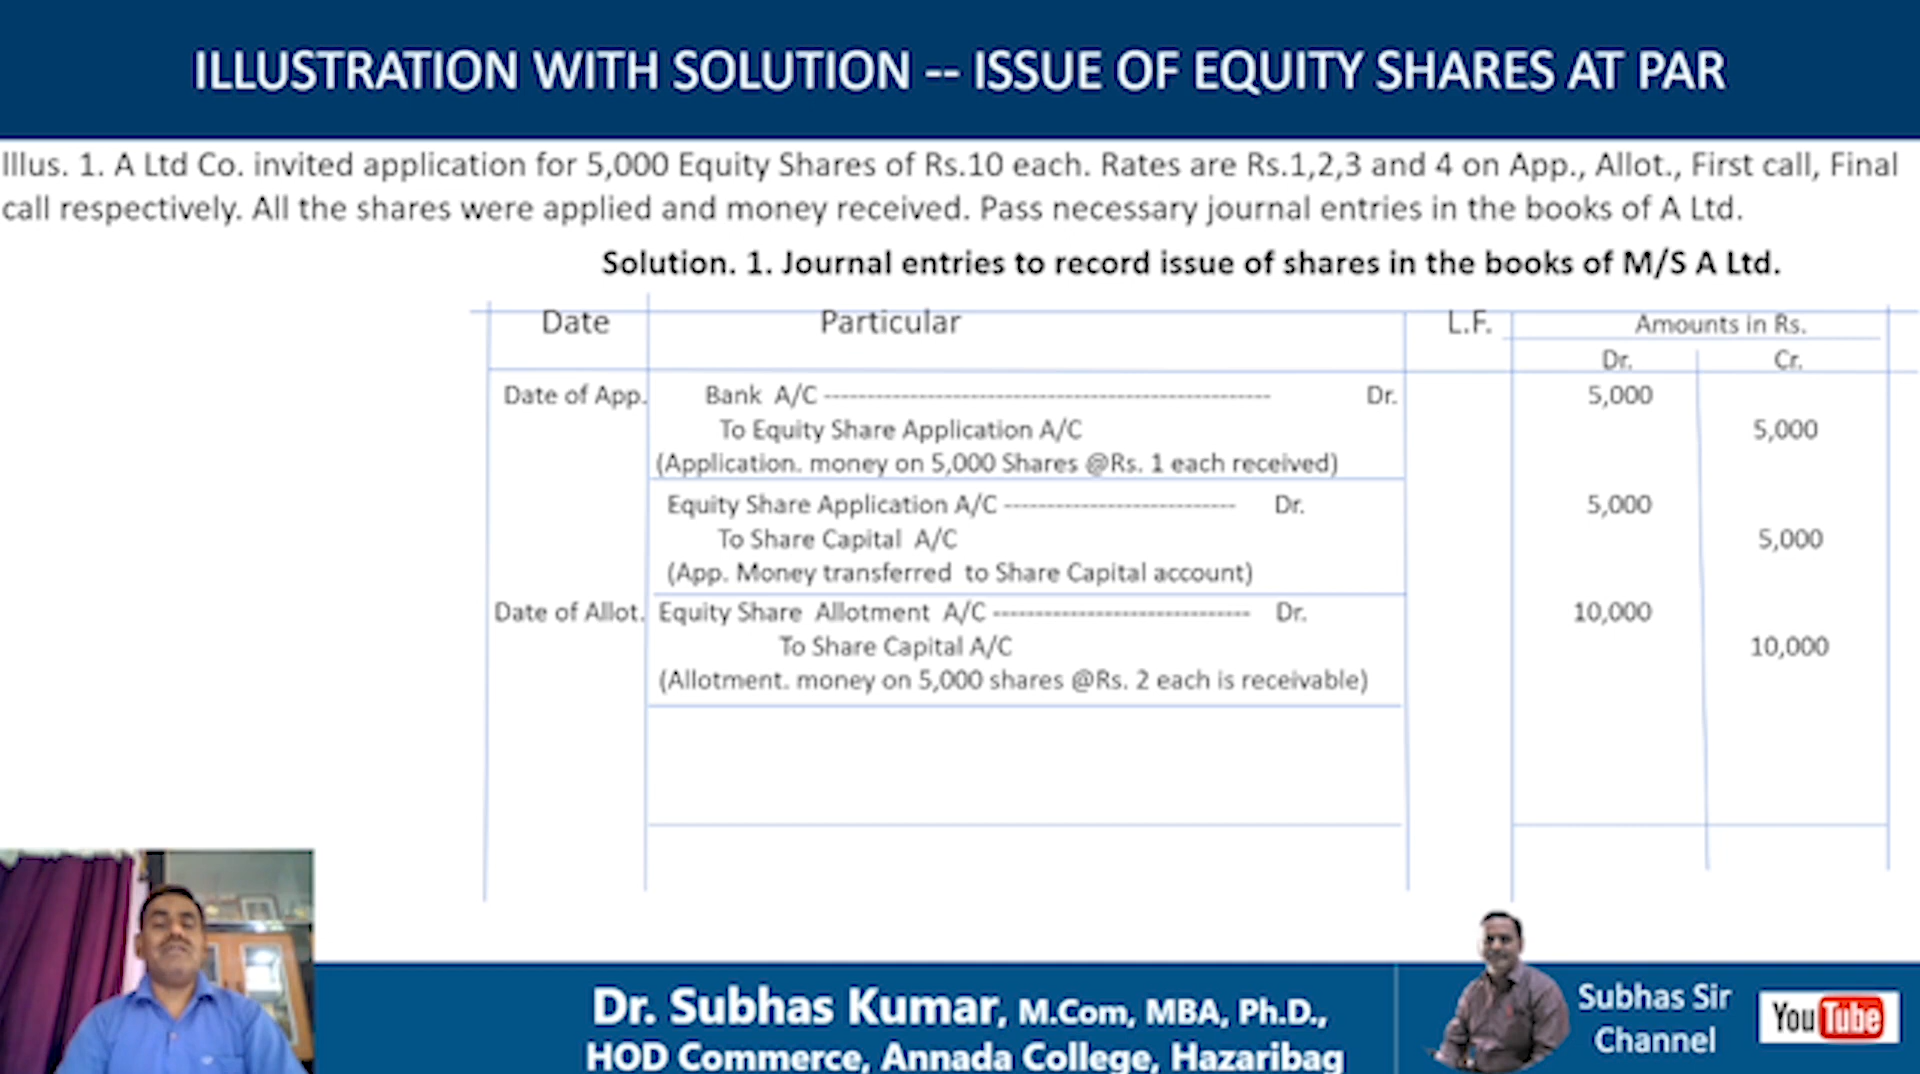 ILLUSTRATION WITH SOLUTION -- ISSUE OF EQUITY SHARES AT PAR
Illus. 1. A Ltd Co. invited application for 5,000 Equity Shares of Rs.10 each. Rates are Rs.1,2,3 and 4 on App., Allot., First call, Final
call respectively. All the shares were applied and money received. Pass necessary journal entries in the books of A Ltd.
Solution. 1. Journal entries to record issue of shares in the books of M/S A Ltd.
Date Particular L.F. Amounts in Rs.
Dr. Cr.
Date of App. Bank A/C ------------------------------------------------ Dr. 5,000
To Equity Share Application A/C 5,000
(Application. money on 5,000 Shares @Rs. 1 each received)
Equity Share Application A/C ------------------------- Dr. 5,000
To Share Capital A/C 5,000
(App. Money transferred to Share Capital account)
Date of Allot. Equity Share Allotment A/C ---------------------------- Dr. 10,000
To Share Capital A/C 10,000
(Allotment. money on 5,000 shares @Rs. 2 each is receivable)
Dr. Subhas Kumar, M.Com, MBA, Ph.D.,
HOD Commerce, Annada College, Hazaribag
Subhas Sir
Channel
YouTube